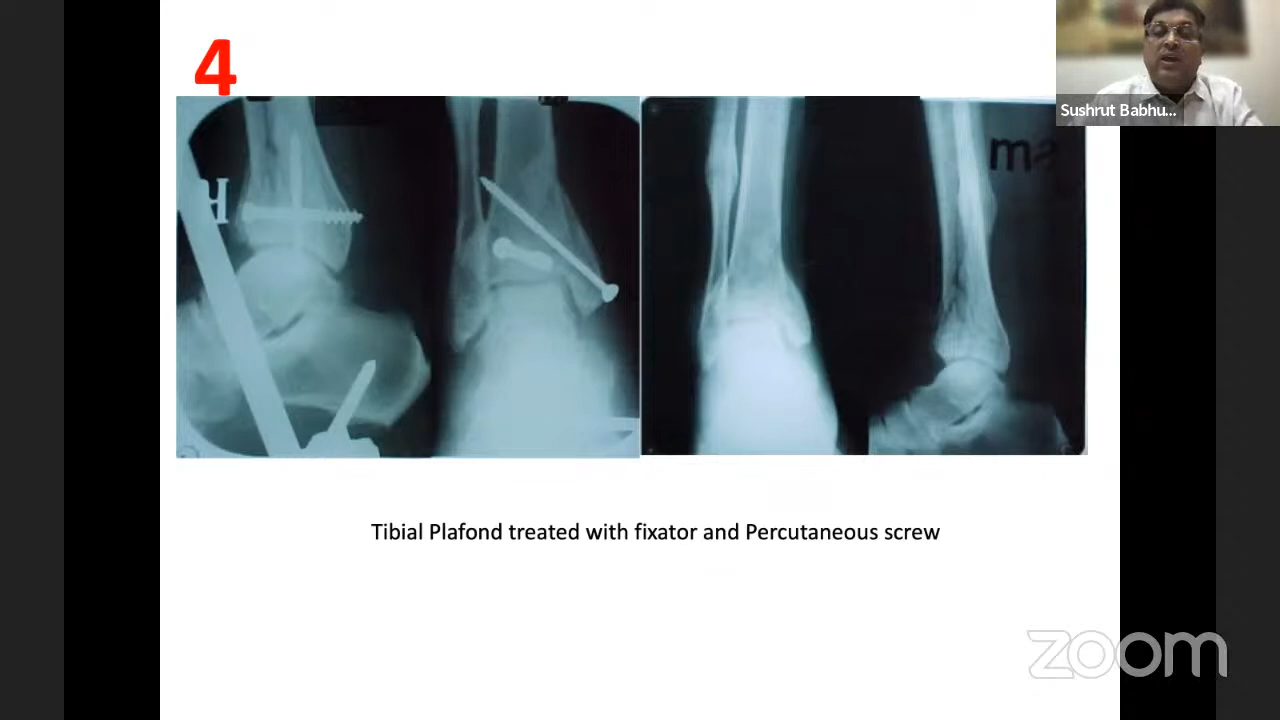 4
Sushrut Babhu...
H
Tibial Plafond treated with fixator and Percutaneous screw
zoom